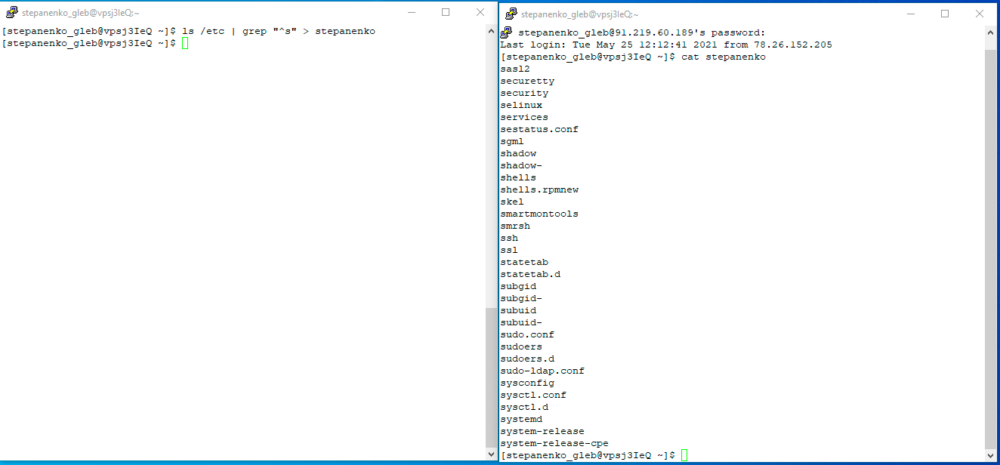 stepanenko_gleb@vpsj3IeQ:~
[stepanenko_gleb@vpsj3IeQ ~]$ ls /etc | grep "^s" > stepanenko
[stepanenko_gleb@vpsj3IeQ ~]$
stepanenko_gleb@vpsj3IeQ:~
stepanenko_gleb@91.219.60.189's password:
Last login: Tue May 25 12:12:41 2021 from 78.26.152.205
[stepanenko_gleb@vpsj3IeQ ~]$ cat stepanenko
sasl2
securetty
security
selinux
services
sestatus.conf
sgml
shadow
shadow-
shells
shells.rpmnew
skel
smartmontools
smrsh
ssh
ssl
statetab
statetab.d
subgid
subgid-
subuid
subuid-
sudo.conf
sudoers
sudoers.d
sudo-ldap.conf
sysconfig
sysctl.conf
sysctl.d
systemd
system-release
system-release-cpe
[stepanenko_gleb@vpsj3IeQ ~]$